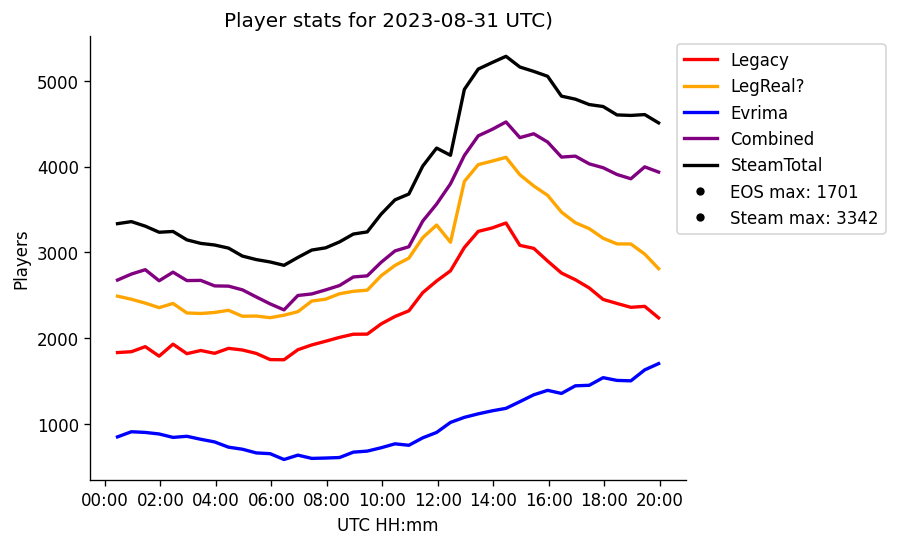 Player stats for 2023-08-31 UTC)
Legacy
LegReal?
Evrima
Combined
SteamTotal
EOS max: 1701
Steam max: 3342
Players
5000
4000
3000
2000
1000
00:00 02:00 04:00 06:00 08:00 10:00 12:00 14:00 16:00 18:00 20:00
UTC HH:mm